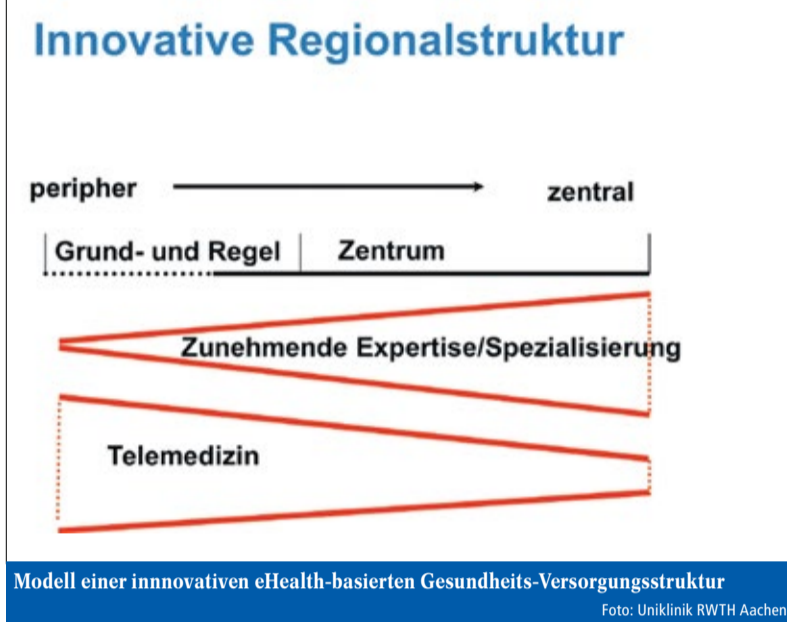 Innovative Regionalstruktur
peripher zentral
Grund- und Regel Zentrum
Zunehmende Expertise/Spezialisierung
Telemedizin
Modell einer innnovativen eHealth-basierten Gesundheits-Versorgungsstruktur
Foto: Uniklinik RWTH Aachen